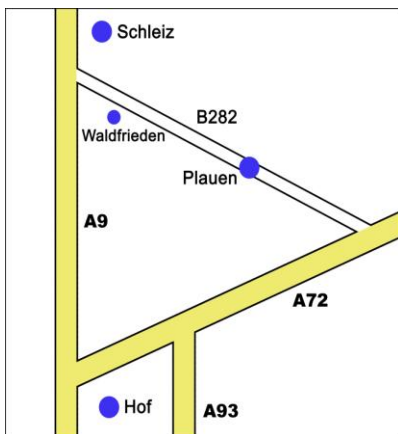 Schleiz
B282
Waldfrieden
Plauen
A9
A72
Hof
A93